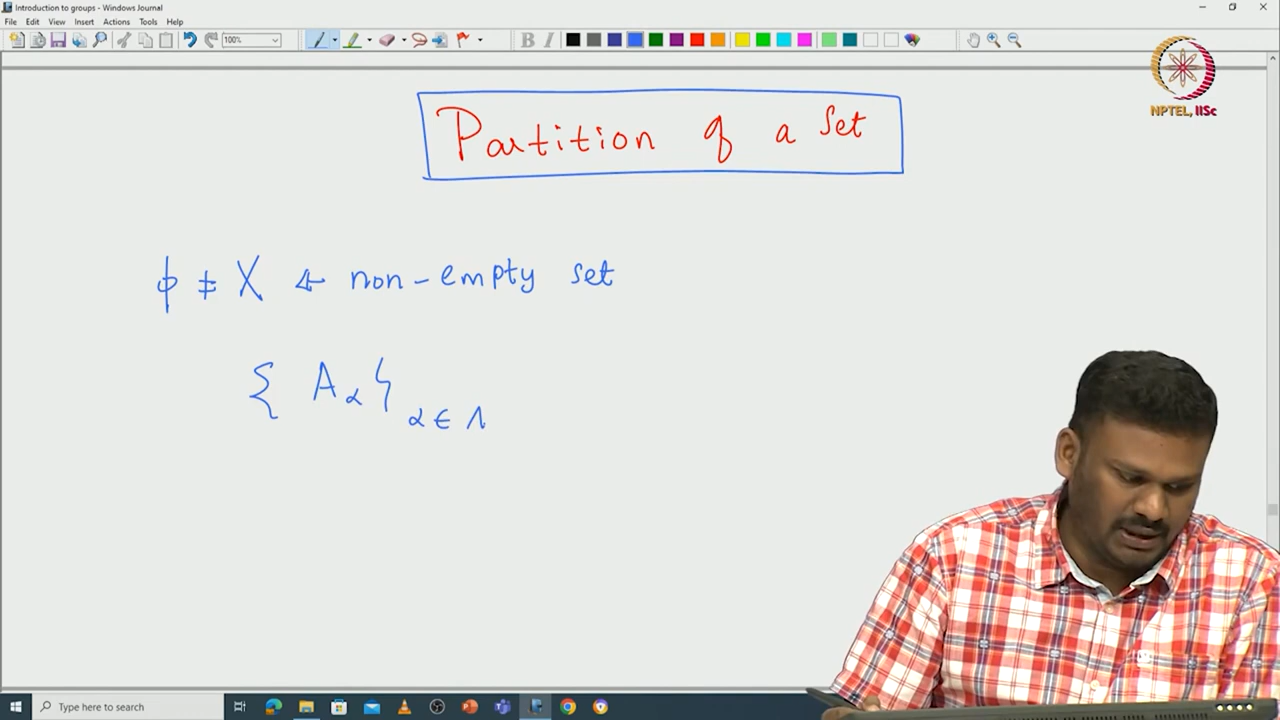 Introduction to groups - Windows Journal
File Edit View Insert Actions Tools Help
100%
B I
NPTEL, IISc
Partition of a Set
ϕ ≠ X ← non-empty set
{ A_α }_{α ∈ Λ}
Type here to search